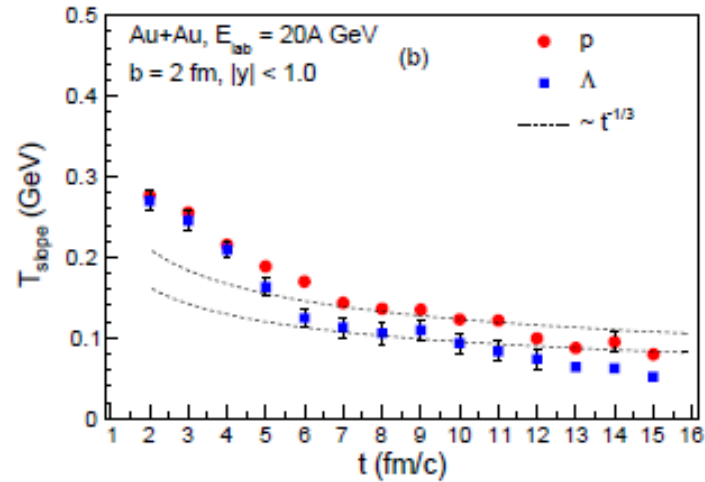 Au+Au, E_lab = 20A GeV
b = 2 fm, |y| < 1.0
(b)
p
Λ
~ t^-1/3
T_slope (GeV)
0.5
0.4
0.3
0.2
0.1
0
1 2 3 4 5 6 7 8 9 10 11 12 13 14 15 16
t (fm/c)